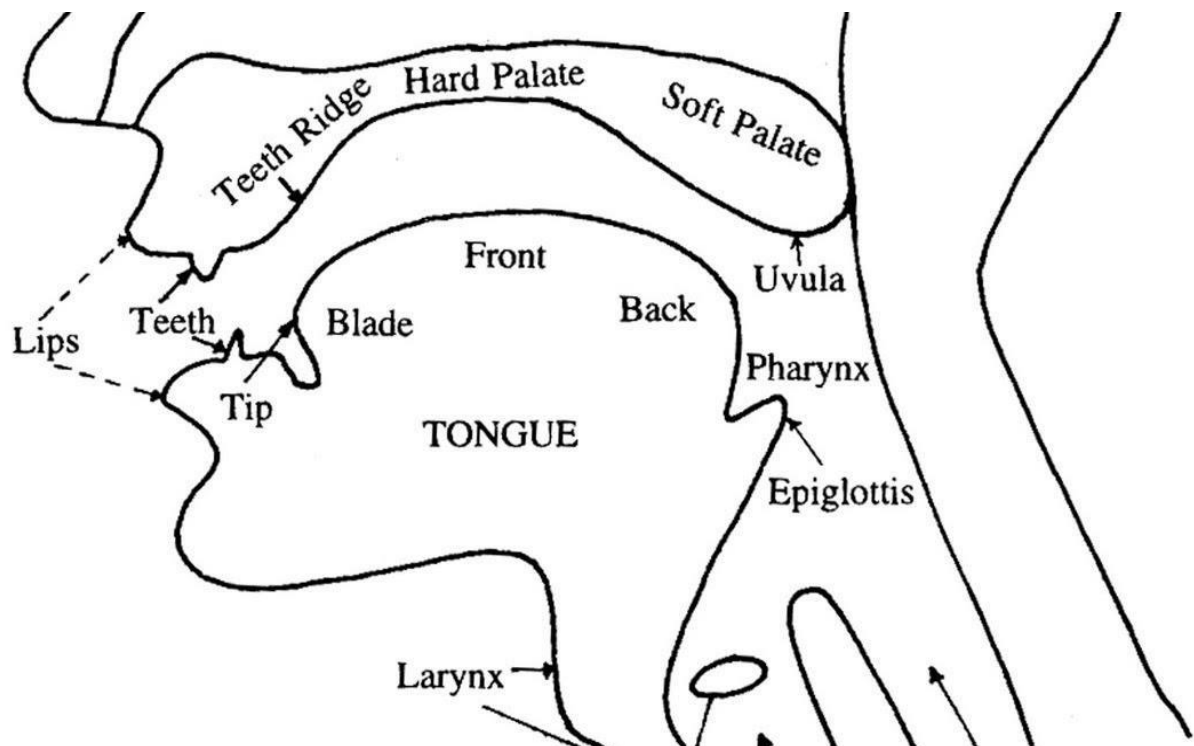 Hard Palate
Soft Palate
Teeth Ridge
Front
Uvula
Back
Teeth
Blade
Lips
Pharynx
Tip
TONGUE
Epiglottis
Larynx